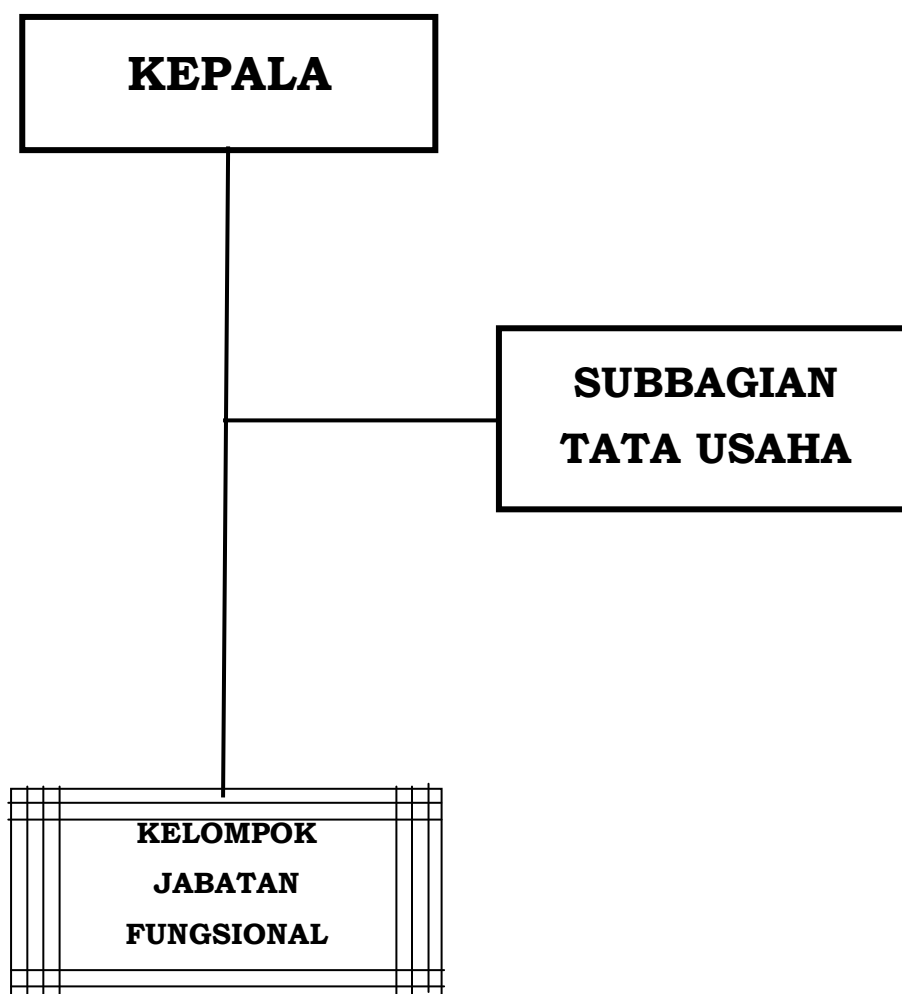 KEPALA
SUBBAGIAN
TATA USAHA
KELOMPOK
JABATAN
FUNGSIONAL